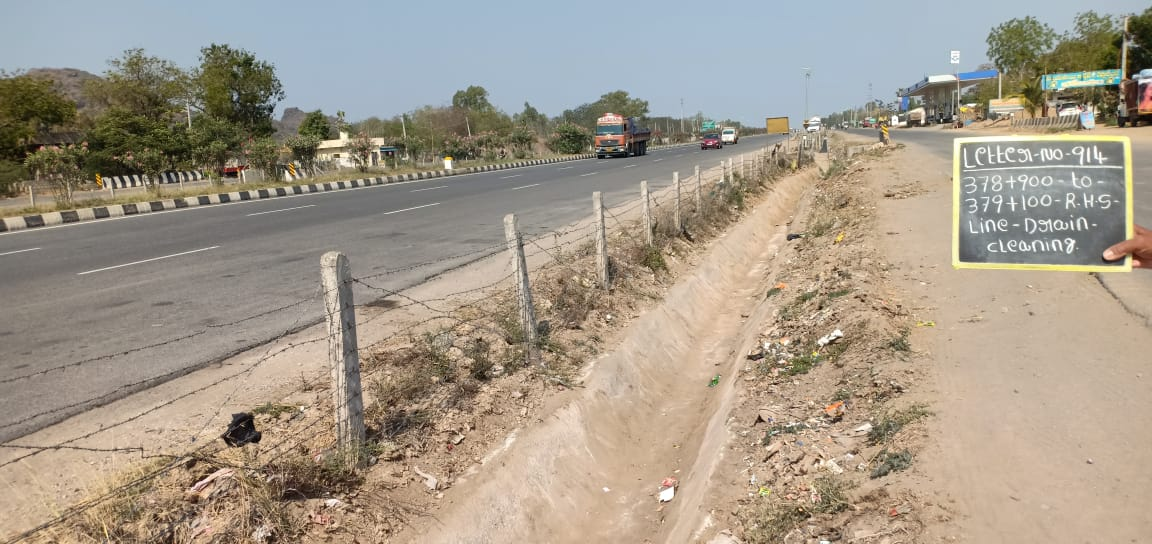 Letter-No-914
378+900-to-
379+100-R.H.S-
Line-Drain-
cleaning.